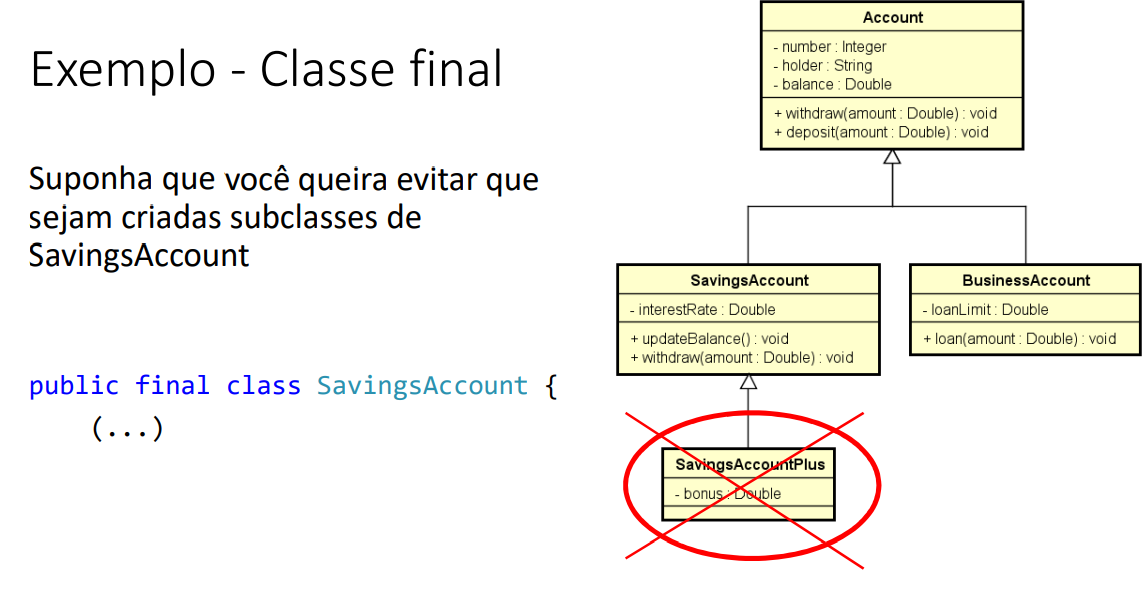 Exemplo - Classe final
Suponha que você queira evitar que
sejam criadas subclasses de
SavingsAccount
public final class SavingsAccount {
(...)
Account
- number : Integer
- holder : String
- balance : Double
+ withdraw(amount : Double) : void
+ deposit(amount : Double) : void
SavingsAccount
- interestRate : Double
+ updateBalance() : void
+ withdraw(amount : Double) : void
BusinessAccount
- loanLimit : Double
+ loan(amount : Double) : void
SavingsAccountPlus
- bonus : Double